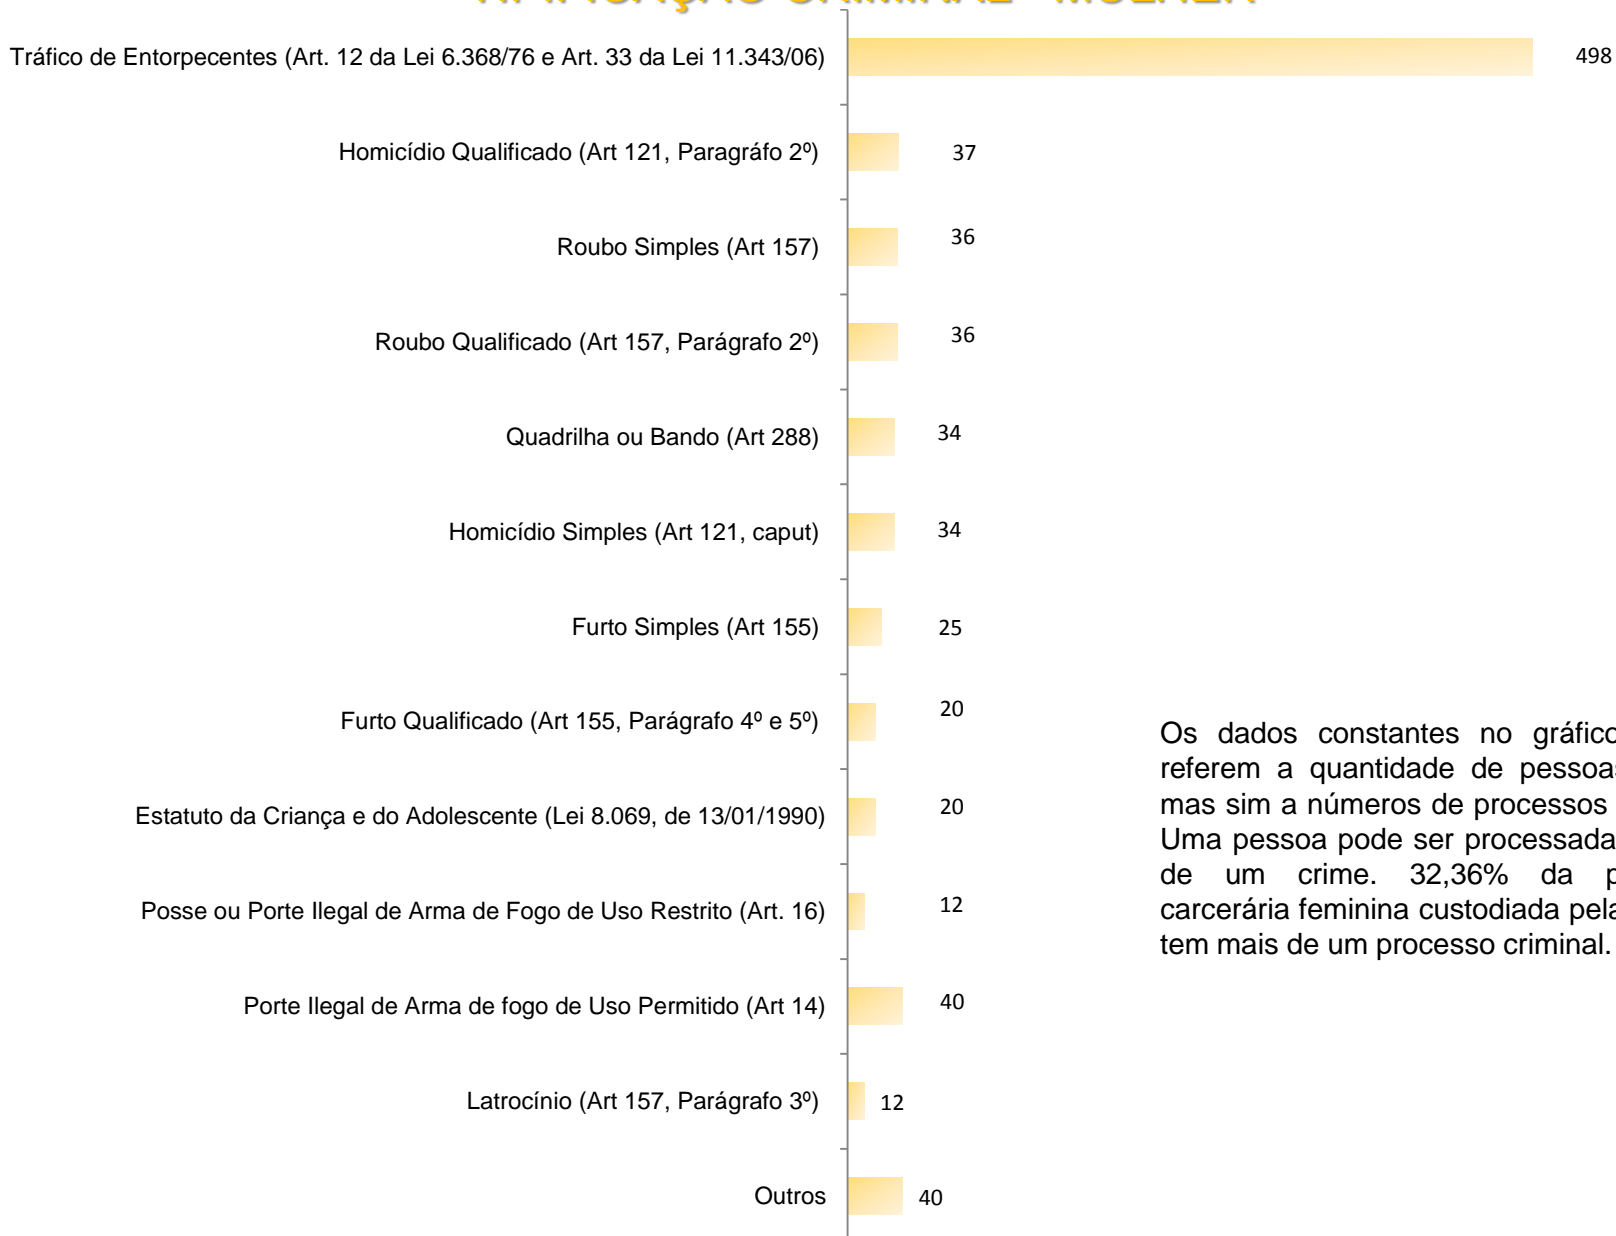 MULHER
Tráfico de Entorpecentes (Art. 12 da Lei 6.368/76 e Art. 33 da Lei 11.343/06) 498
Homicídio Qualificado (Art 121, Paragráfo 2º) 37
Roubo Simples (Art 157) 36
Roubo Qualificado (Art 157, Parágrafo 2º) 36
Quadrilha ou Bando (Art 288) 34
Homicídio Simples (Art 121, caput) 34
Furto Simples (Art 155) 25
Furto Qualificado (Art 155, Parágrafo 4º e 5º) 20
Estatuto da Criança e do Adolescente (Lei 8.069, de 13/01/1990) 20
Posse ou Porte Ilegal de Arma de Fogo de Uso Restrito (Art. 16) 12
Porte Ilegal de Arma de fogo de Uso Permitido (Art 14) 40
Latrocínio (Art 157, Parágrafo 3º) 12
Outros 40
Os dados constantes no gráfico
referem a quantidade de pessoas
mas sim a números de processos
Uma pessoa pode ser processada
de um crime. 32,36% da p
carcerária feminina custodiada pela
tem mais de um processo criminal.